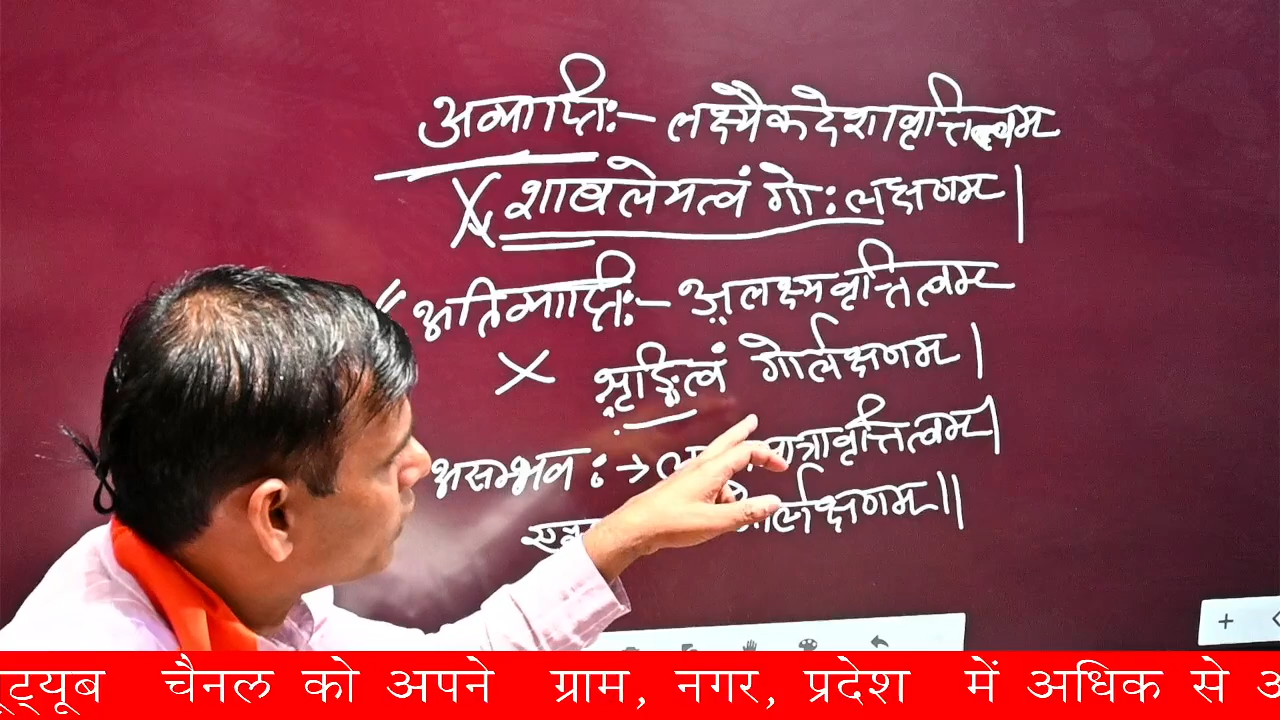 अव्याप्तिः- लक्ष्यैकदेशावृत्तित्वम
शाबलेयत्वं गोः लक्षणम।
" अतिव्याप्तिः- अलक्ष्यवृत्तित्वम
× श्रृङ्गित्वं गोर्लक्षणम।
असम्भवः → मात्रावृत्तित्वम।
र्लक्षणम॥
यूट्यूब चैनल को अपने ग्राम, नगर, प्रदेश में अधिक से